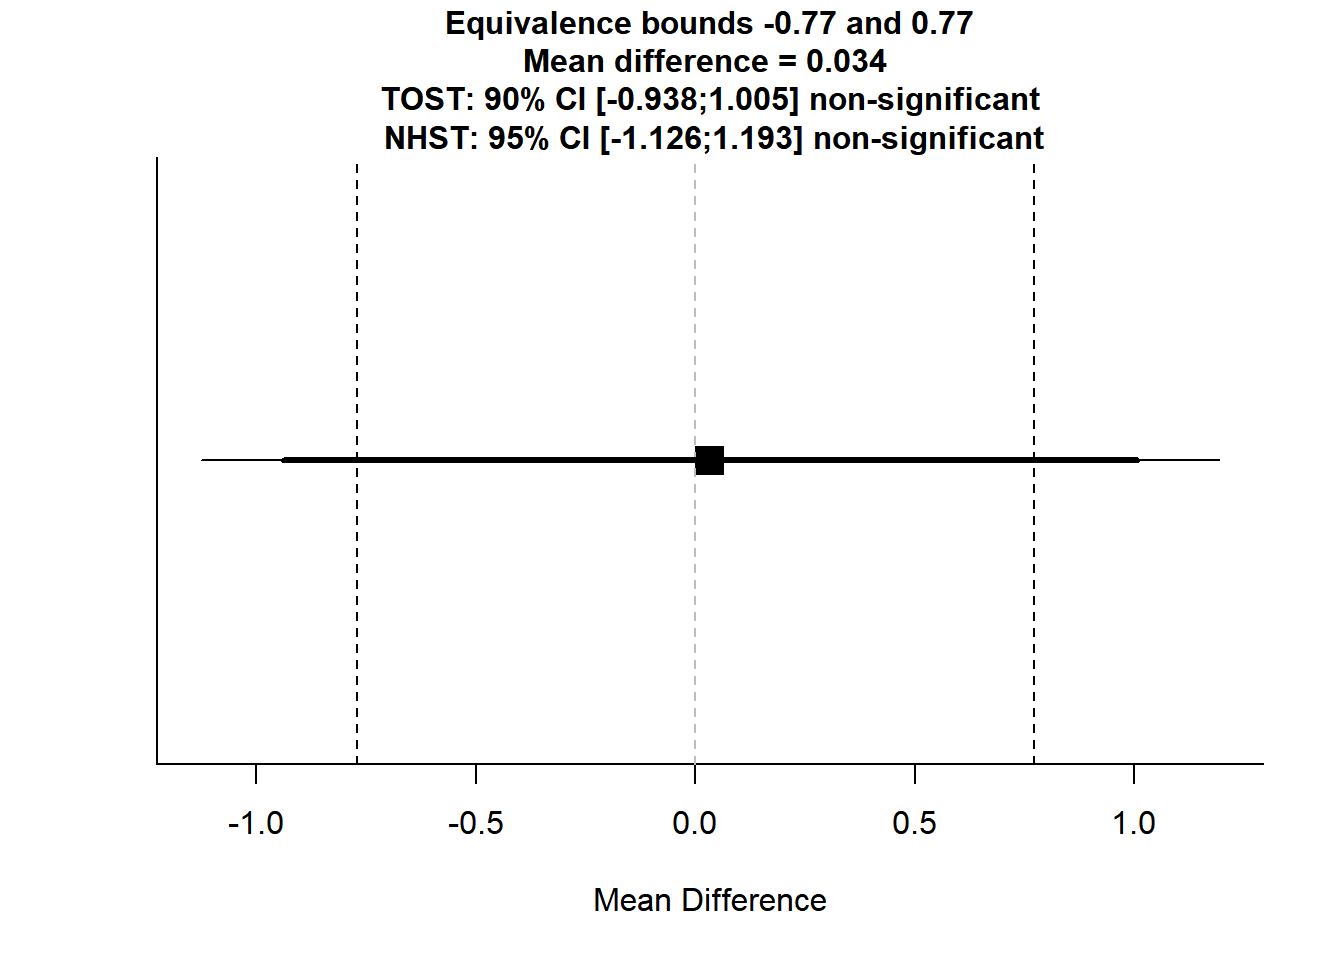 Equivalence bounds -0.77 and 0.77
Mean difference = 0.034
TOST: 90% CI [-0.938;1.005] non-significant
NHST: 95% CI [-1.126;1.193] non-significant
-1.0 -0.5 0.0 0.5 1.0
Mean Difference